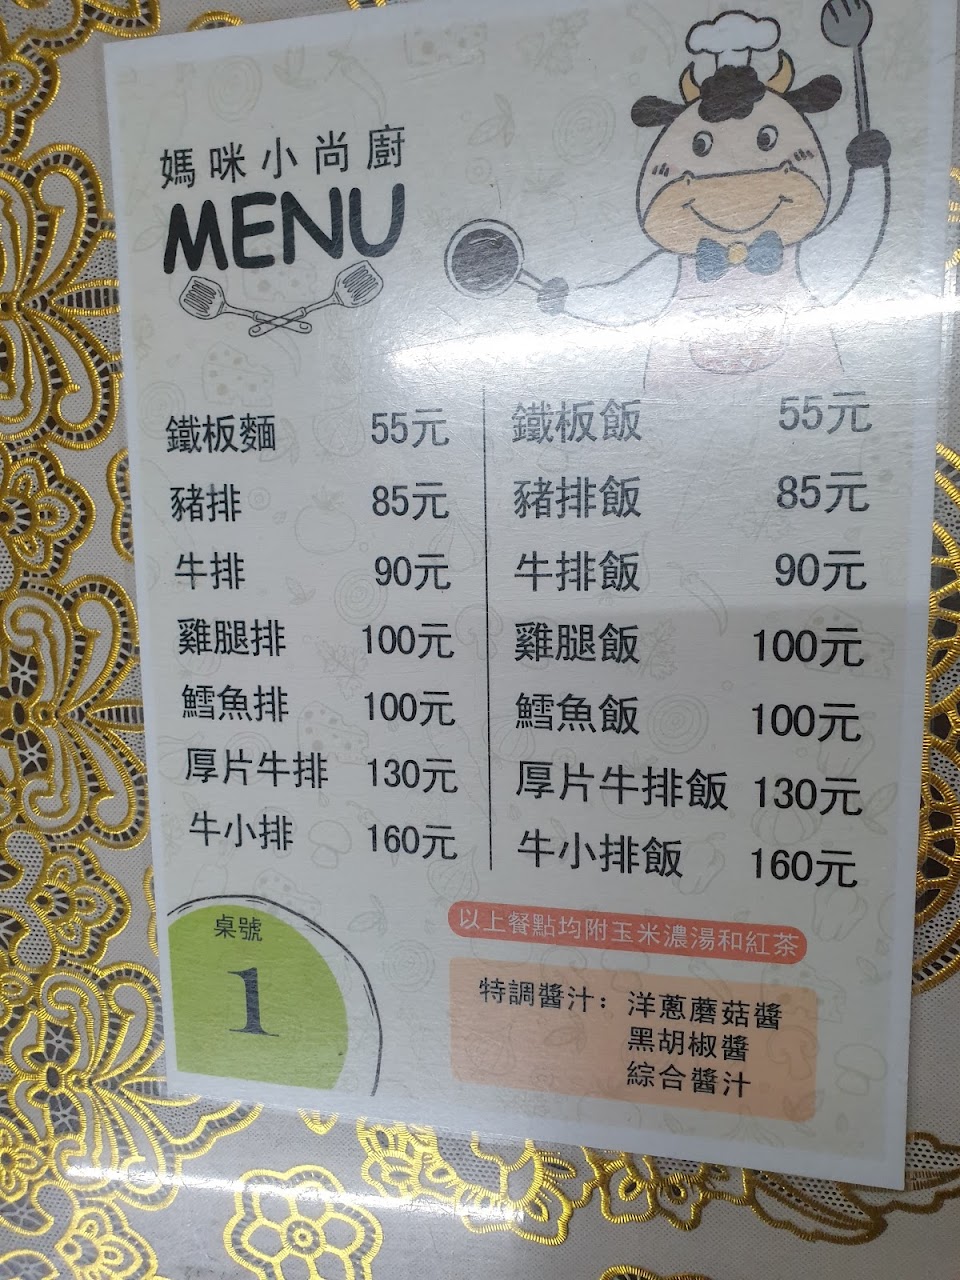 媽咪小尚廚
MENU
鐵板麵 55元
豬排 85元
牛排 90元
雞腿排 100元
鱈魚排 100元
厚片牛排 130元
牛小排 160元
鐵板飯 55元
豬排飯 85元
牛排飯 90元
雞腿飯 100元
鱈魚飯 100元
厚片牛排飯 130元
牛小排飯 160元
桌號
1
以上餐點均附玉米濃湯和紅茶
特調醬汁：洋蔥蘑菇醬
黑胡椒醬
綜合醬汁